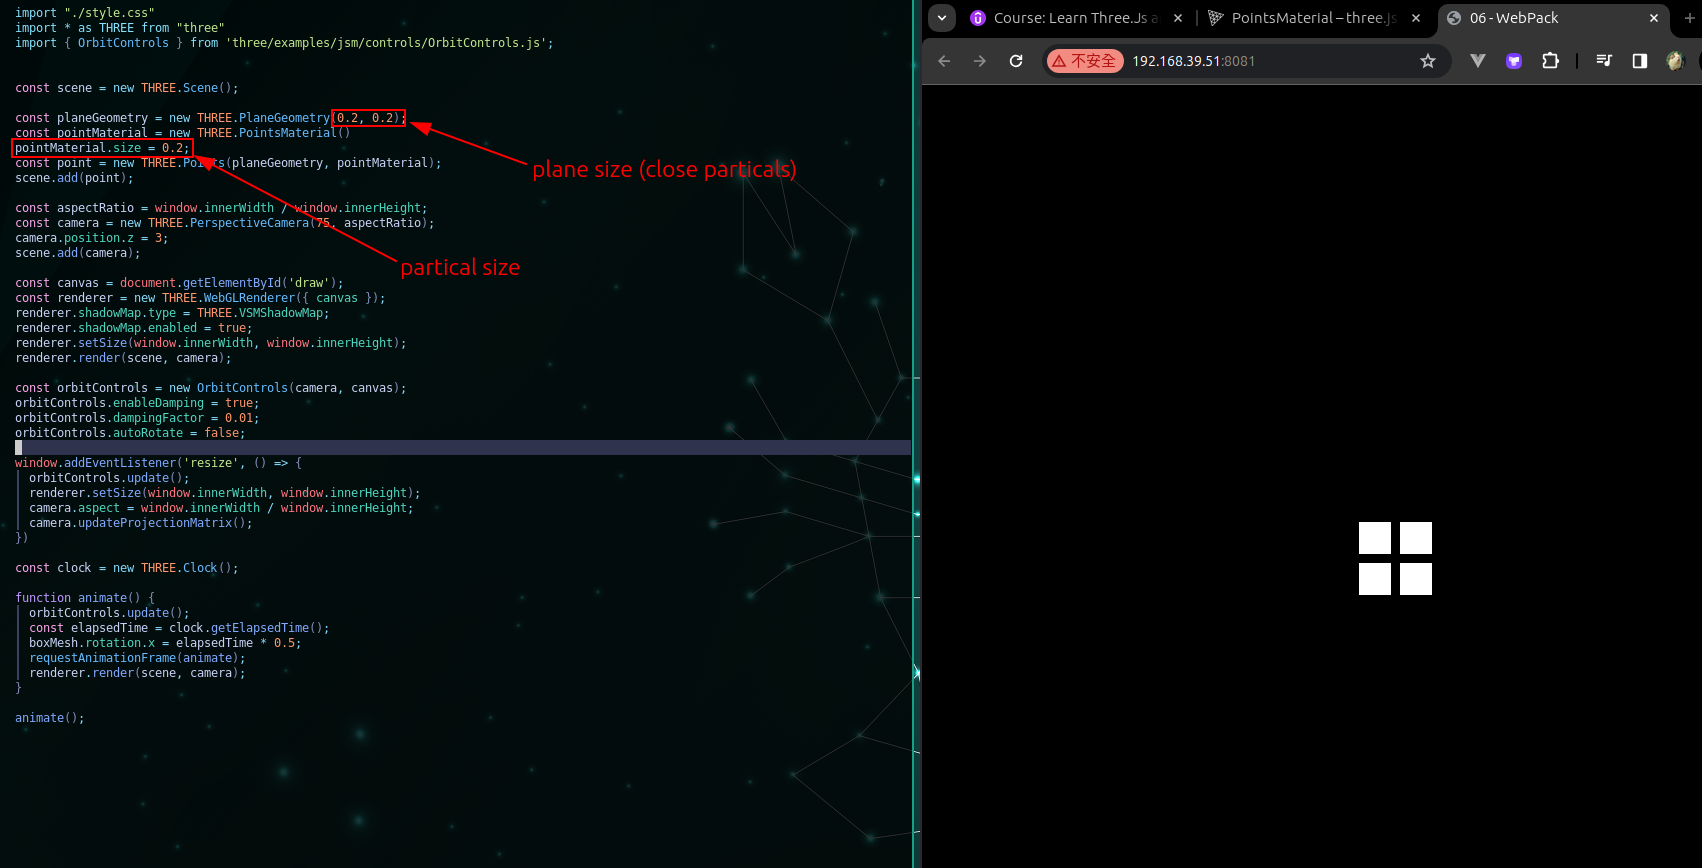 import "./style.css"
import * as THREE from "three"
import { OrbitControls } from 'three/examples/jsm/controls/OrbitControls.js';
const scene = new THREE.Scene();
const planeGeometry = new THREE.PlaneGeometry(0.2, 0.2);
const pointMaterial = new THREE.PointsMaterial()
pointMaterial.size = 0.2;
const point = new THREE.Points(planeGeometry, pointMaterial);
scene.add(point);
plane size (close particals)
const aspectRatio = window.innerWidth / window.innerHeight;
const camera = new THREE.PerspectiveCamera(75, aspectRatio);
camera.position.z = 3;
scene.add(camera);
partical size
const canvas = document.getElementById('draw');
const renderer = new THREE.WebGLRenderer({ canvas });
renderer.shadowMap.type = THREE.VSMShadowMap;
renderer.shadowMap.enabled = true;
renderer.setSize(window.innerWidth, window.innerHeight);
renderer.render(scene, camera);
const orbitControls = new OrbitControls(camera, canvas);
orbitControls.enableDamping = true;
orbitControls.dampingFactor = 0.01;
orbitControls.autoRotate = false;
window.addEventListener('resize', () => {
orbitControls.update();
renderer.setSize(window.innerWidth, window.innerHeight);
camera.aspect = window.innerWidth / window.innerHeight;
camera.updateProjectionMatrix();
})
const clock = new THREE.Clock();
function animate() {
orbitControls.update();
const elapsedTime = clock.getElapsedTime();
boxMesh.rotation.x = elapsedTime * 0.5;
requestAnimationFrame(animate);
renderer.render(scene, camera);
}
animate();
Course: Learn Three.Js a
PointsMaterial – three.js
06 - WebPack
不安全 192.168.39.51:8081